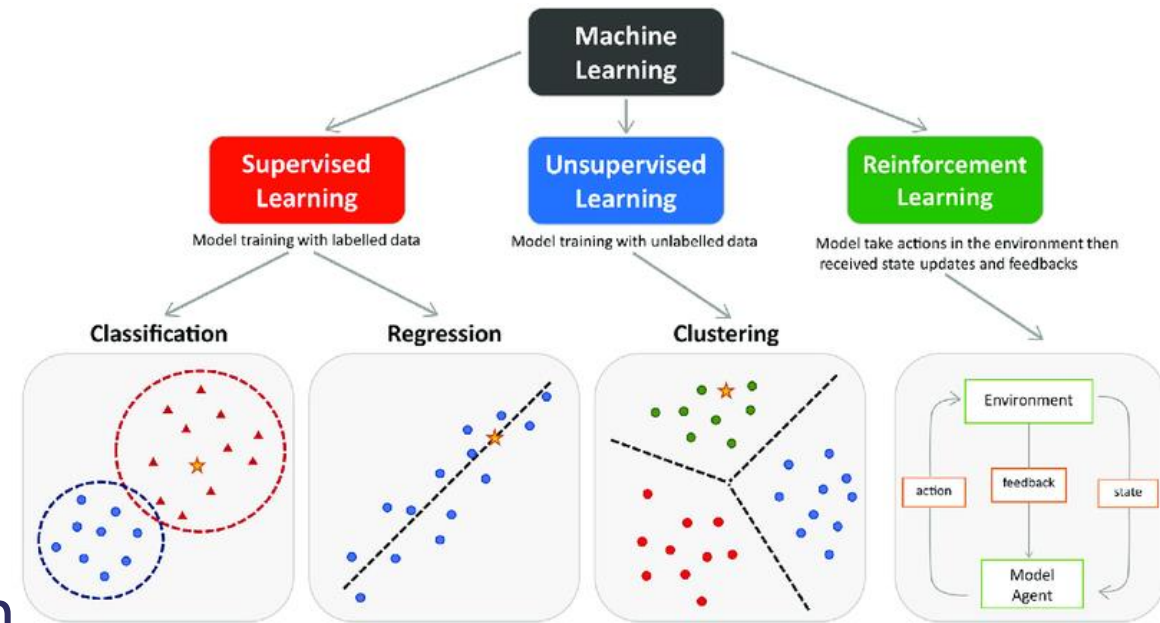 Machine
Learning
Supervised
Learning
Unsupervised
Learning
Reinforcement
Learning
Model training with labelled data
Model training with unlabelled data
Model take actions in the environment then
received state updates and feedbacks
Classification
Regression
Clustering
Environment
action
feedback
state
Model
Agent